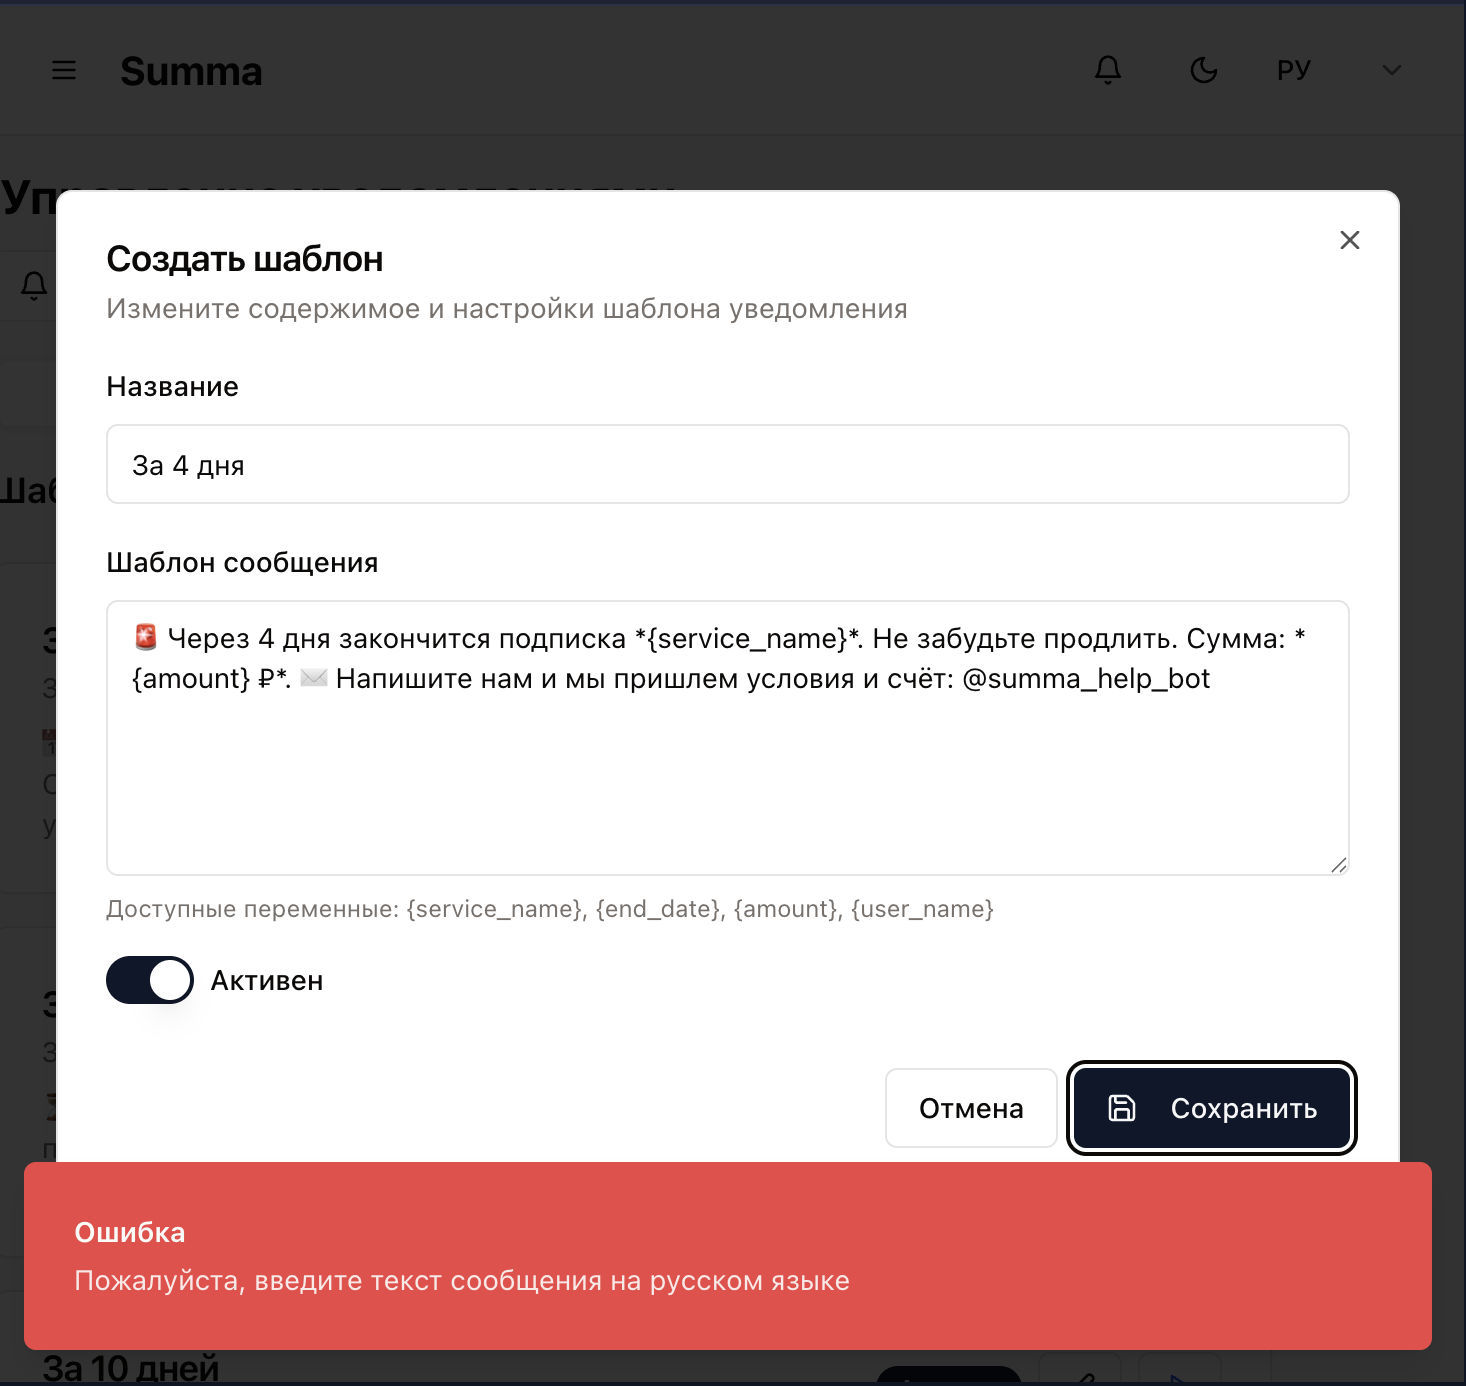 Summa
РУ
Создать шаблон
Измените содержимое и настройки шаблона уведомления
Название
За 4 дня
Шаблон сообщения
🚨 Через 4 дня закончится подписка *{service_name}*. Не забудьте продлить. Сумма: *
{amount} ₽*. ✉️ Напишите нам и мы пришлем условия и счёт: @summa_help_bot
Доступные переменные: {service_name}, {end_date}, {amount}, {user_name}
Активен
Отмена
Сохранить
Ошибка
Пожалуйста, введите текст сообщения на русском языке
За 10 дней